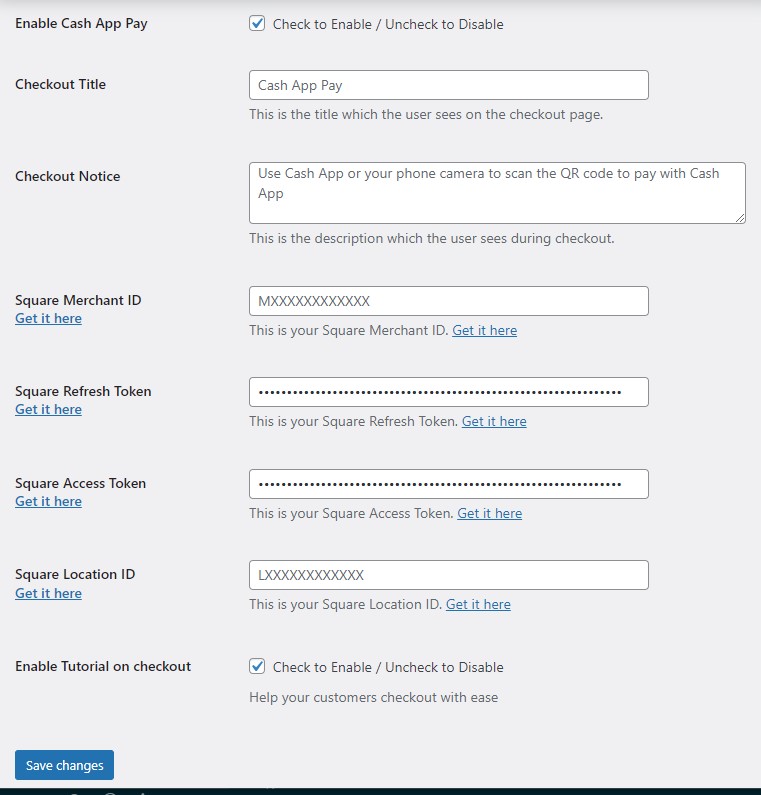 Enable Cash App Pay
Check to Enable / Uncheck to Disable
Checkout Title
Cash App Pay
This is the title which the user sees on the checkout page.
Checkout Notice
Use Cash App or your phone camera to scan the QR code to pay with Cash
App
This is the description which the user sees during checkout.
Square Merchant ID
Get it here
MXXXXXXXXXXXX
This is your Square Merchant ID. Get it here
Square Refresh Token
Get it here
This is your Square Refresh Token. Get it here
Square Access Token
Get it here
This is your Square Access Token. Get it here
Square Location ID
Get it here
LXXXXXXXXXXXX
This is your Square Location ID. Get it here
Enable Tutorial on checkout
Check to Enable / Uncheck to Disable
Help your customers checkout with ease
Save changes